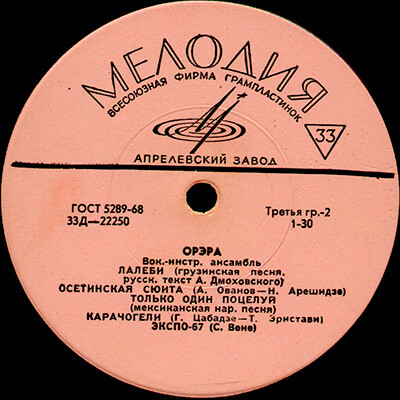 МЕЛОДИЯ
ВСЕСОЮЗНАЯ ФИРМА ГРАМПЛАСТИНОК
33
АПРЕЛЕВСКИЙ ЗАВОД
ГОСТ 5289-68
33Д—22250
Третья гр.-2
1-30
ОРЭРА
Вок.-инстр. ансамбль
ЛАЛЕБИ (грузинская песня,
русск. текст А. Дмоховского)
ОСЕТИНСКАЯ СЮИТА (А. Ованов—Н. Арешидзе)
ТОЛЬКО ОДИН ПОЦЕЛУЙ
(мексиканская нар. песня)
КАРАЧОГЕЛИ (Г. Цабадзе—Т. Эристави)
ЭКСПО-67 (С. Вене)